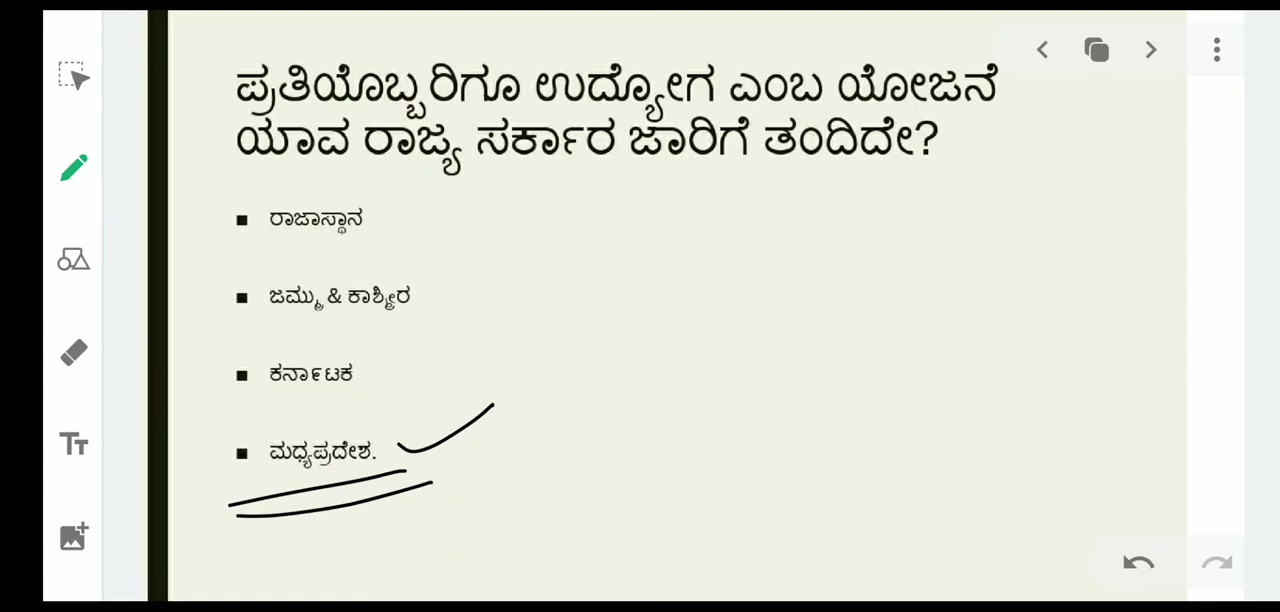 ಪ್ರತಿಯೊಬ್ಬರಿಗೂ ಉದ್ಯೋಗ ಎಂಬ ಯೋಜನೆ
ಯಾವ ರಾಜ್ಯ ಸರ್ಕಾರ ಜಾರಿಗೆ ತಂದಿದೇ?
▪ ರಾಜಾಸ್ಥಾನ
▪ ಜಮ್ಮು & ಕಾಶ್ಮೀರ
▪ ಕರ್ನಾಟಕ
▪ ಮಧ್ಯಪ್ರದೇಶ.